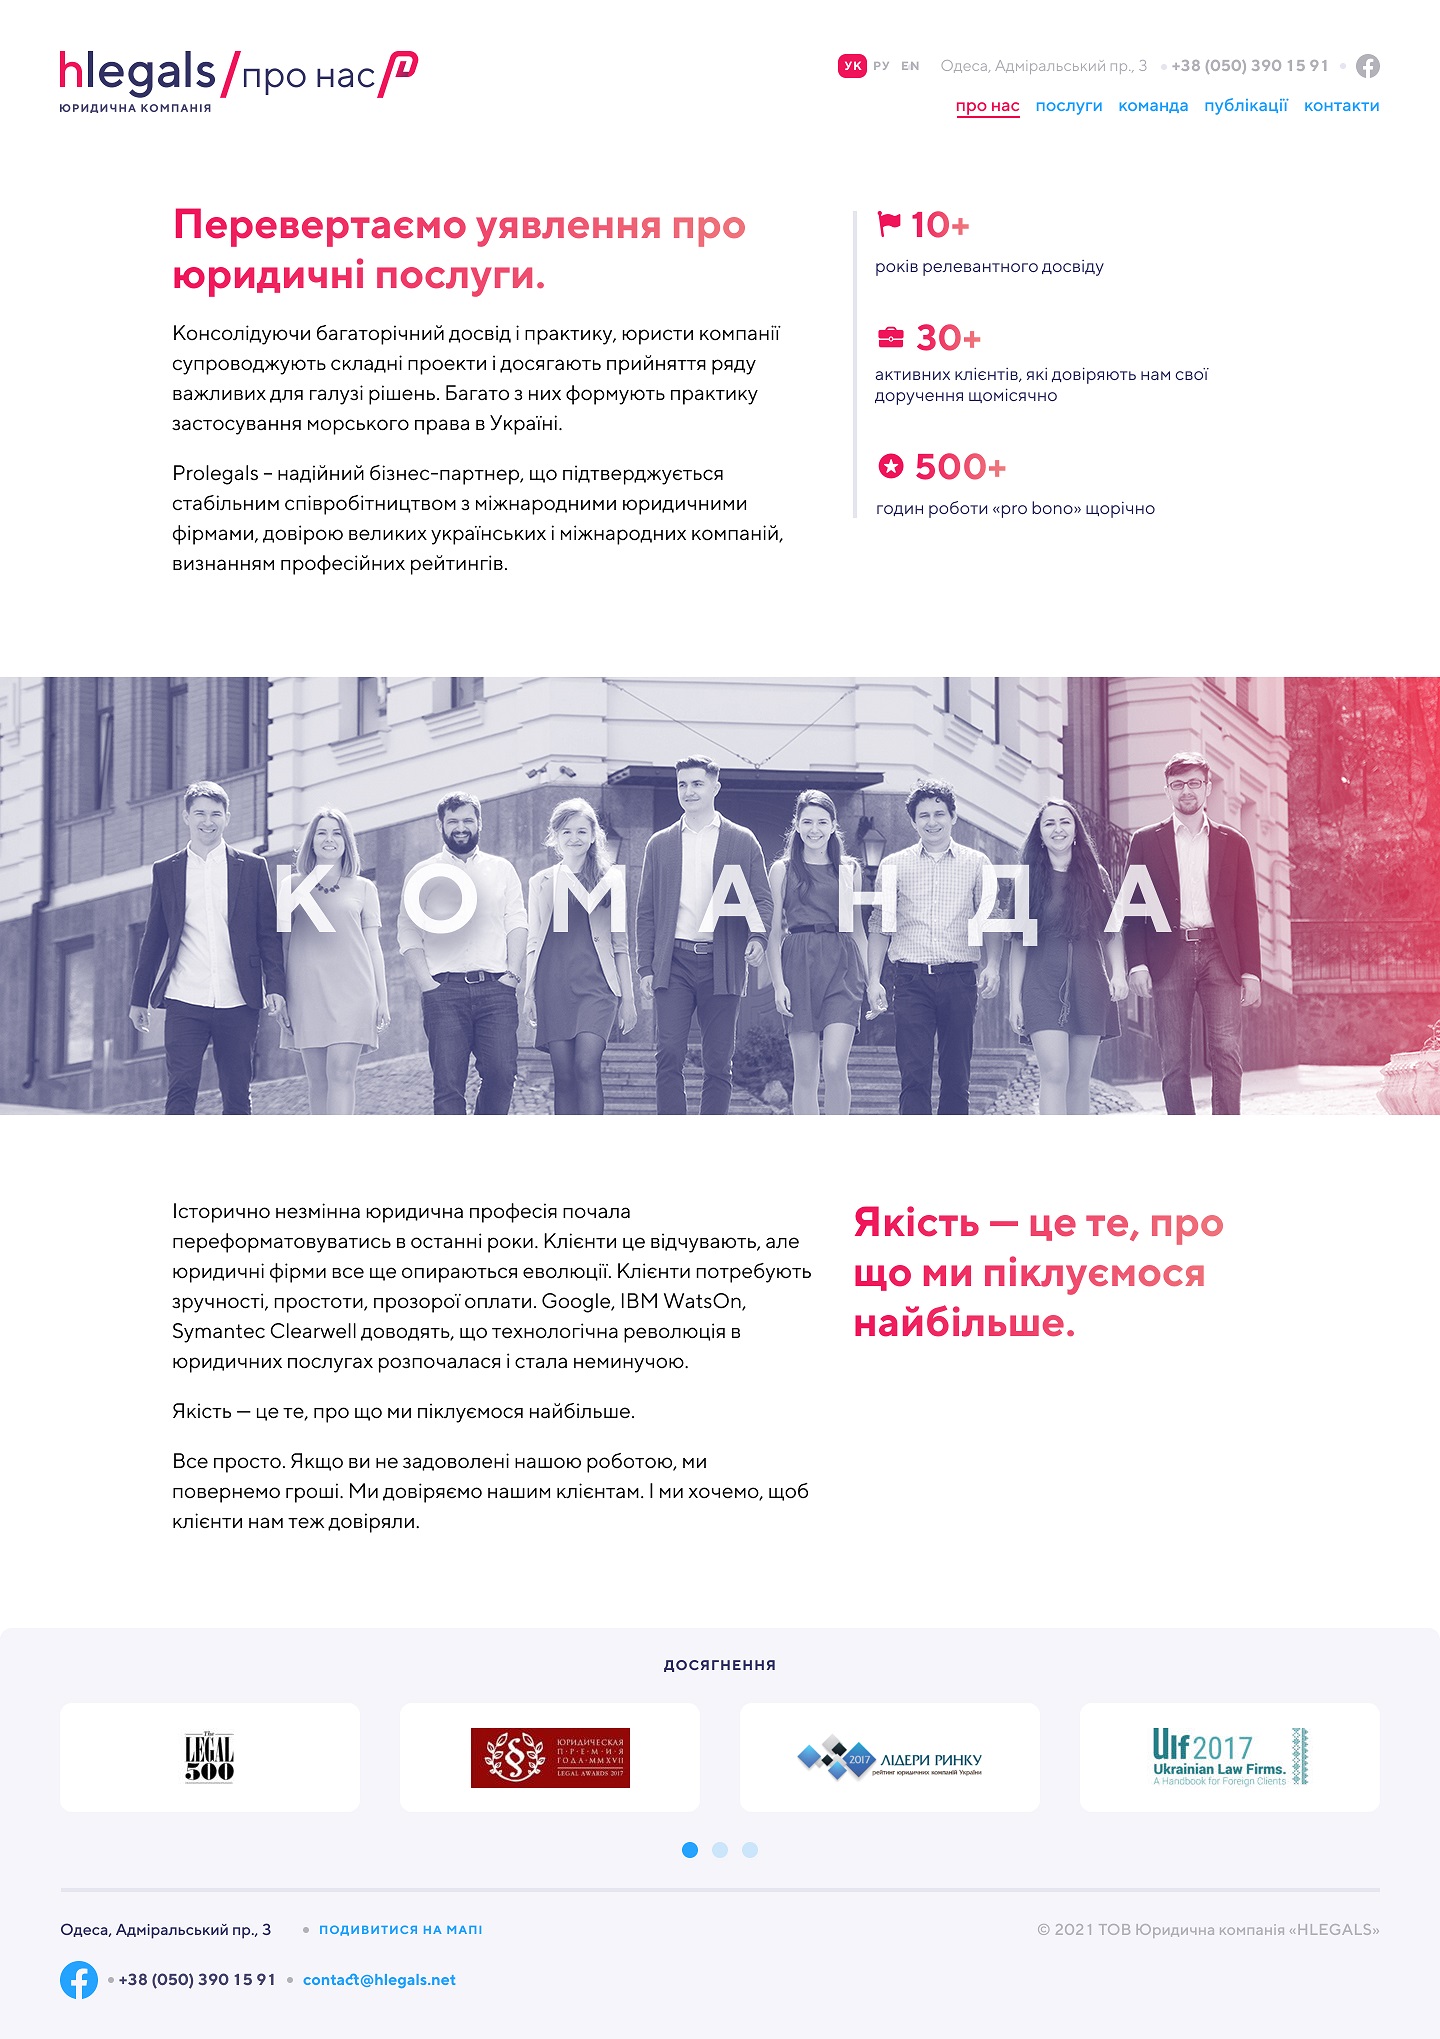 hlegals/про нас
ЮРИДИЧНА КОМПАНІЯ
УК РУ EN Одеса, Адміральський пр., 3 +38 (050) 390 15 91
про нас послуги команда публікації контакти
Перевертаємо уявлення про
юридичні послуги.
Консолідуючи багаторічний досвід і практику, юристи компанії
супроводжують складні проекти і досягають прийняття ряду
важливих для галузі рішень. Багато з них формують практику
застосування морського права в Україні.
Prolegals – надійний бізнес-партнер, що підтверджується
стабільним співробітництвом з міжнародними юридичними
фірмами, довірою великих українських і міжнародних компаній,
визнанням професійних рейтингів.
10+
років релевантного досвіду
30+
активних клієнтів, які довіряють нам свої
доручення щомісячно
500+
годин роботи «pro bono» щорічно
КОМАНДА
Історично незмінна юридична професія почала
переформатовуватись в останні роки. Клієнти це відчувають, але
юридичні фірми все ще опираються еволюції. Клієнти потребують
зручності, простоти, прозорої оплати. Google, IBM WatsOn,
Symantec Clearwell доводять, що технологічна революція в
юридичних послугах розпочалася і стала неминучою.
Якість — це те, про що ми піклуємося найбільше.
Все просто. Якщо ви не задоволені нашою роботою, ми
повернемо гроші. Ми довіряємо нашим клієнтам. І ми хочемо, щоб
клієнти нам теж довіряли.
Якість — це те, про
що ми піклуємося
найбільше.
ДОСЯГНЕННЯ
The
LEGAL
500
ЮРИДИЧЕСКАЯ
П·Р·Е·М·И·Я
ГОДА·MMXVII
LEGAL AWARDS 2017
2017 ЛІДЕРИ РИНКУ
рейтинг юридичних компаній України
Ulf 2017
Ukrainian Law Firms.
A Handbook for Foreign Clients
Одеса, Адміральський пр., 3 ПОДИВИТИСЯ НА МАПІ
© 2021 ТОВ Юридична компанія «HLEGALS»
+38 (050) 390 15 91 contact@hlegals.net